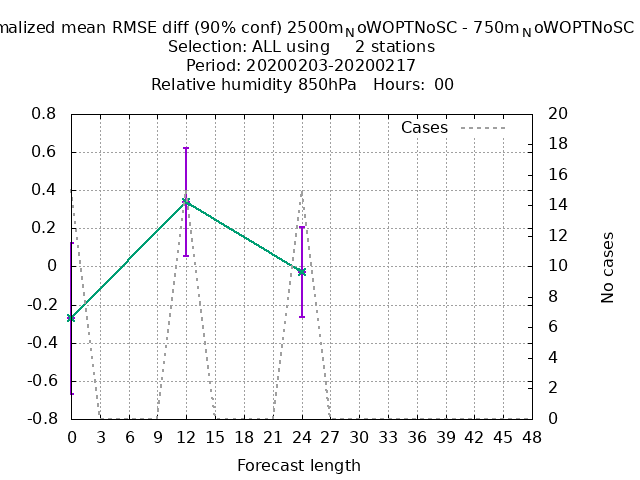 malized mean RMSE diff (90% conf) 2500mNoWOPTNoSC - 750mNoWOPTNoSC
Selection: ALL using 2 stations
Period: 20200203-20200217
Relative humidity 850hPa Hours: 00
Cases
0.8
0.6
0.4
0.2
0
-0.2
-0.4
-0.6
-0.8
20
18
16
14
12
10
8
6
4
2
0
No cases
0 3 6 9 12 15 18 21 24 27 30 33 36 39 42 45 48
Forecast length